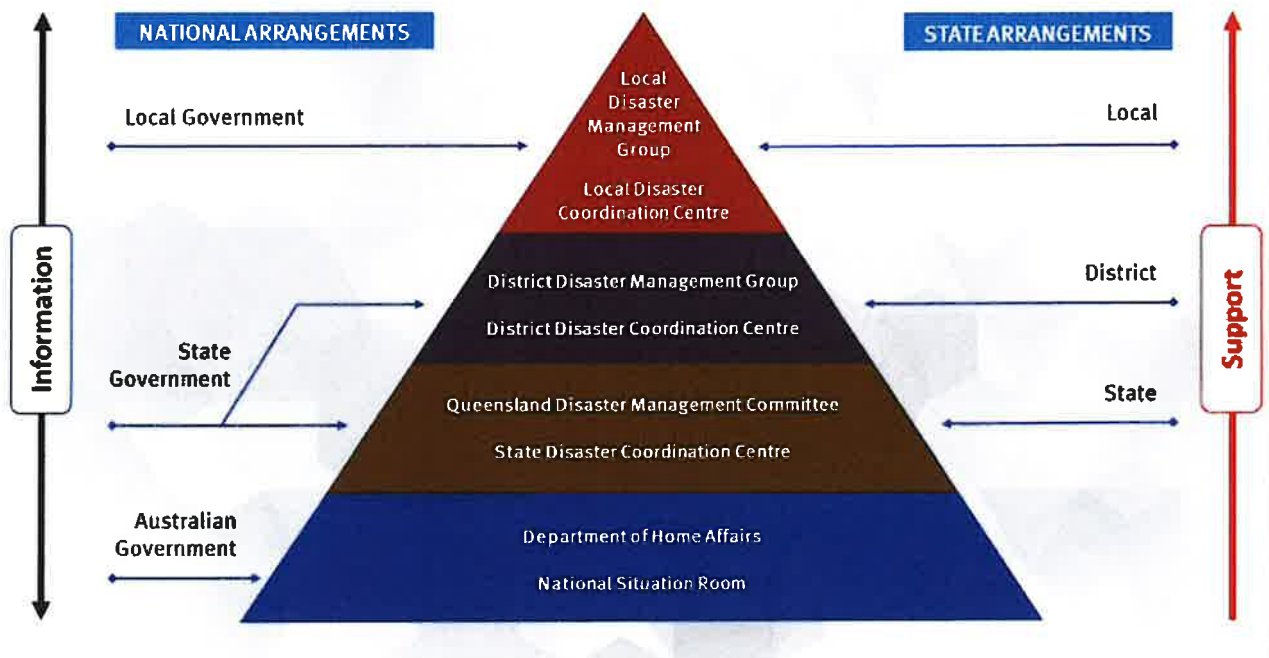 NATIONAL ARRANGEMENTS
STATE ARRANGEMENTS
Local
Disaster
Management
Group
Local Disaster
Coordination Centre
Local Government
Local
District Disaster Management Group
District Disaster Coordination Centre
District
State
Government
Queensland Disaster Management Committee
State Disaster Coordination Centre
State
Australian
Government
Department of Home Affairs
National Situation Room
Information
Support